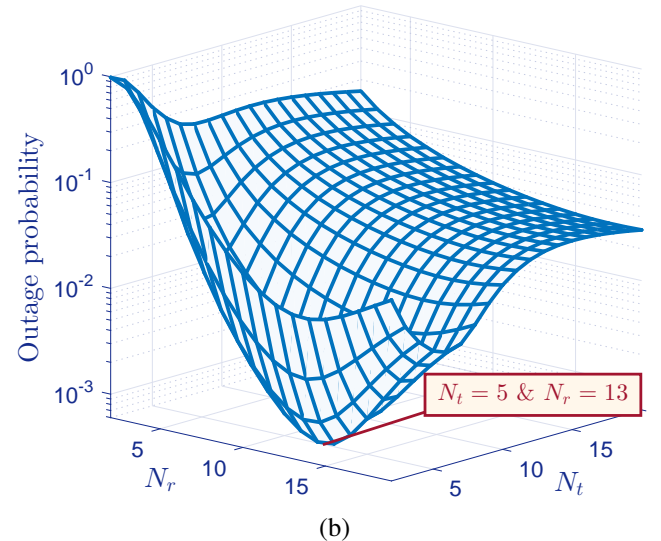 10^0
10^-1
10^-2
10^-3
Outage probability
N_t = 5 & N_r = 13
5
10
15
N_r
5
10
15
N_t
(b)